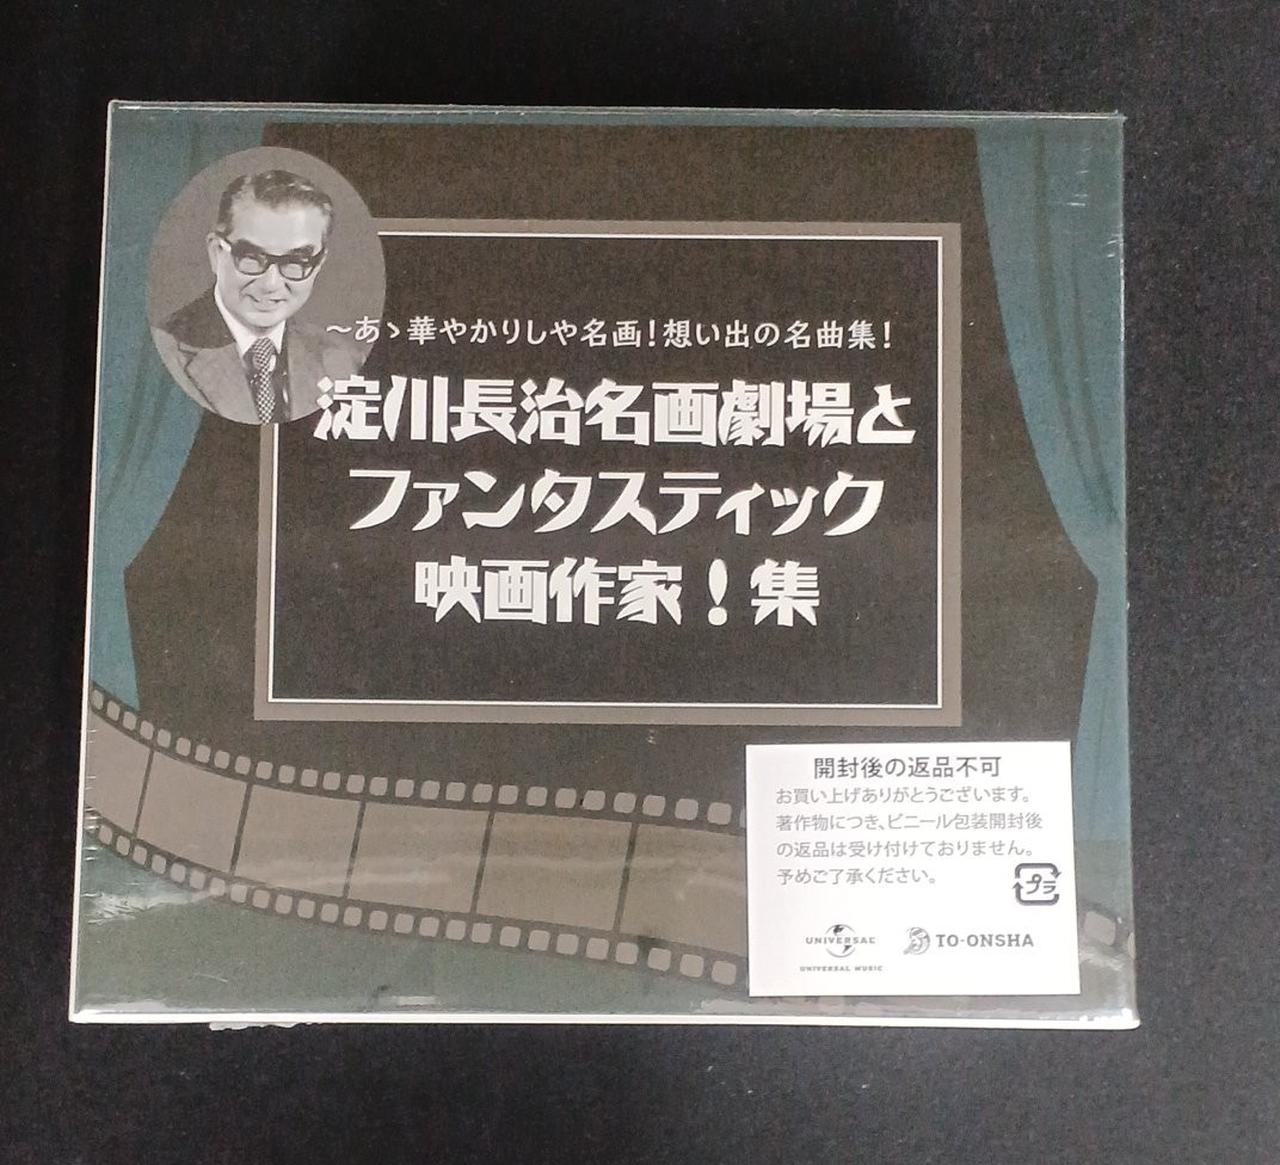 ～あゝ華やかりしや名画！想い出の名曲集！
淀川長治名画劇場と
ファンタスティック
映画作家！集
開封後の返品不可
お買い上げありがとうございます。
著作物につき、ビニール包装開封後
の返品は受け付けておりません。
予めご了承ください。
プラ
UNIVERSAL
UNIVERSAL MUSIC
TO-ONSHA